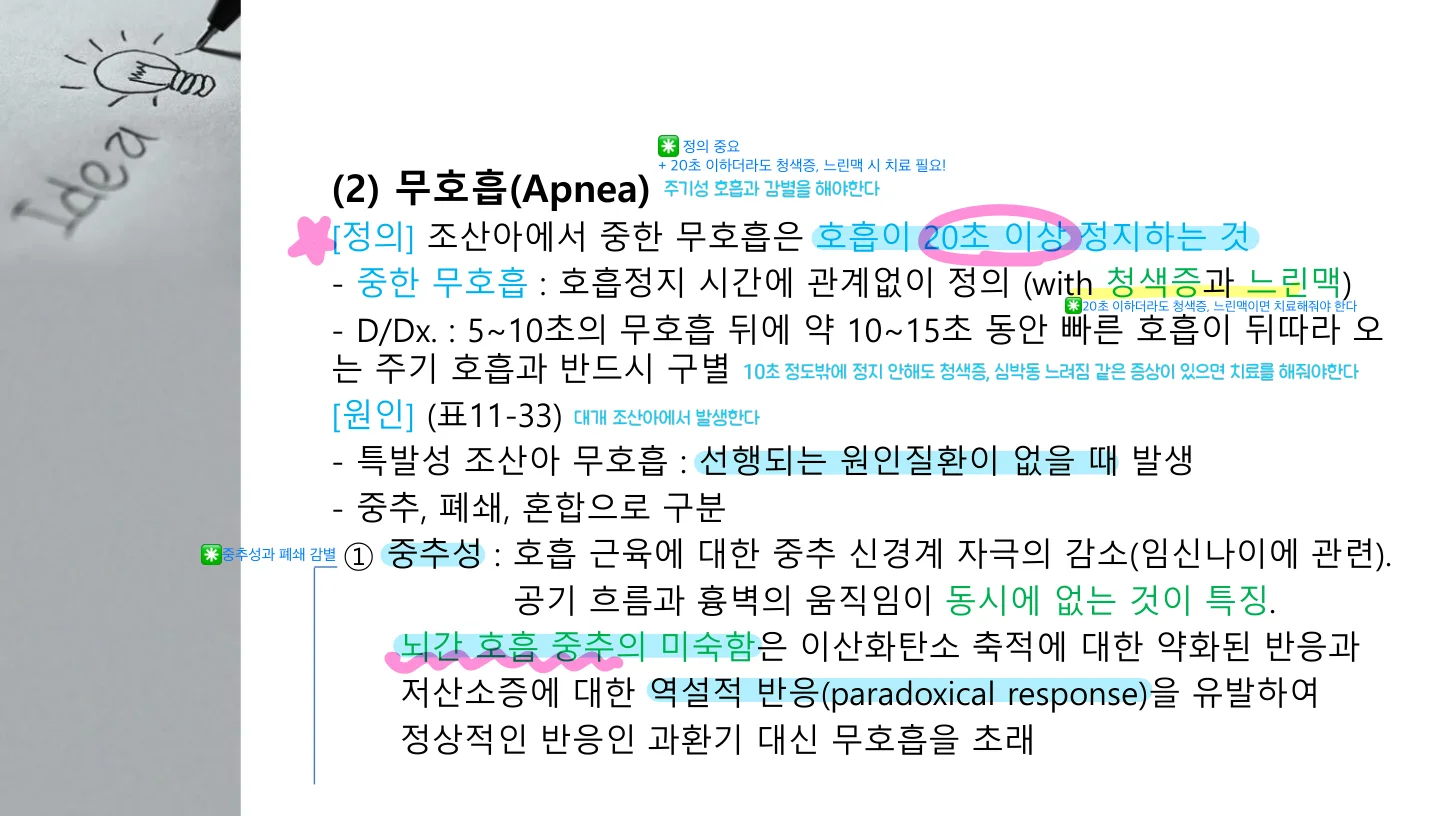 Idea
정의 중요
+ 20초 이하더라도 청색증, 느린맥 시 치료 필요!
(2) 무호흡(Apnea) 주기성 호흡과 감별을 해야한다
[정의] 조산아에서 중한 무호흡은 호흡이 20초 이상 정지하는 것
- 중한 무호흡 : 호흡정지 시간에 관계없이 정의 (with 청색증과 느린맥)
20초 이하더라도 청색증, 느린맥이면 치료해줘야 한다
- D/Dx. : 5~10초의 무호흡 뒤에 약 10~15초 동안 빠른 호흡이 뒤따라 오
는 주기 호흡과 반드시 구별 10초 정도밖에 정지 안해도 청색증, 심박동 느려짐 같은 증상이 있으면 치료를 해줘야한다
[원인] (표11-33) 대개 조산아에서 발생한다
- 특발성 조산아 무호흡 : 선행되는 원인질환이 없을 때 발생
- 중추, 폐쇄, 혼합으로 구분
중추성과 폐쇄 감별 ① 중추성 : 호흡 근육에 대한 중추 신경계 자극의 감소(임신나이에 관련).
공기 흐름과 흉벽의 움직임이 동시에 없는 것이 특징.
뇌간 호흡 중추의 미숙함은 이산화탄소 축적에 대한 약화된 반응과
저산소증에 대한 역설적 반응(paradoxical response)을 유발하여
정상적인 반응인 과환기 대신 무호흡을 초래